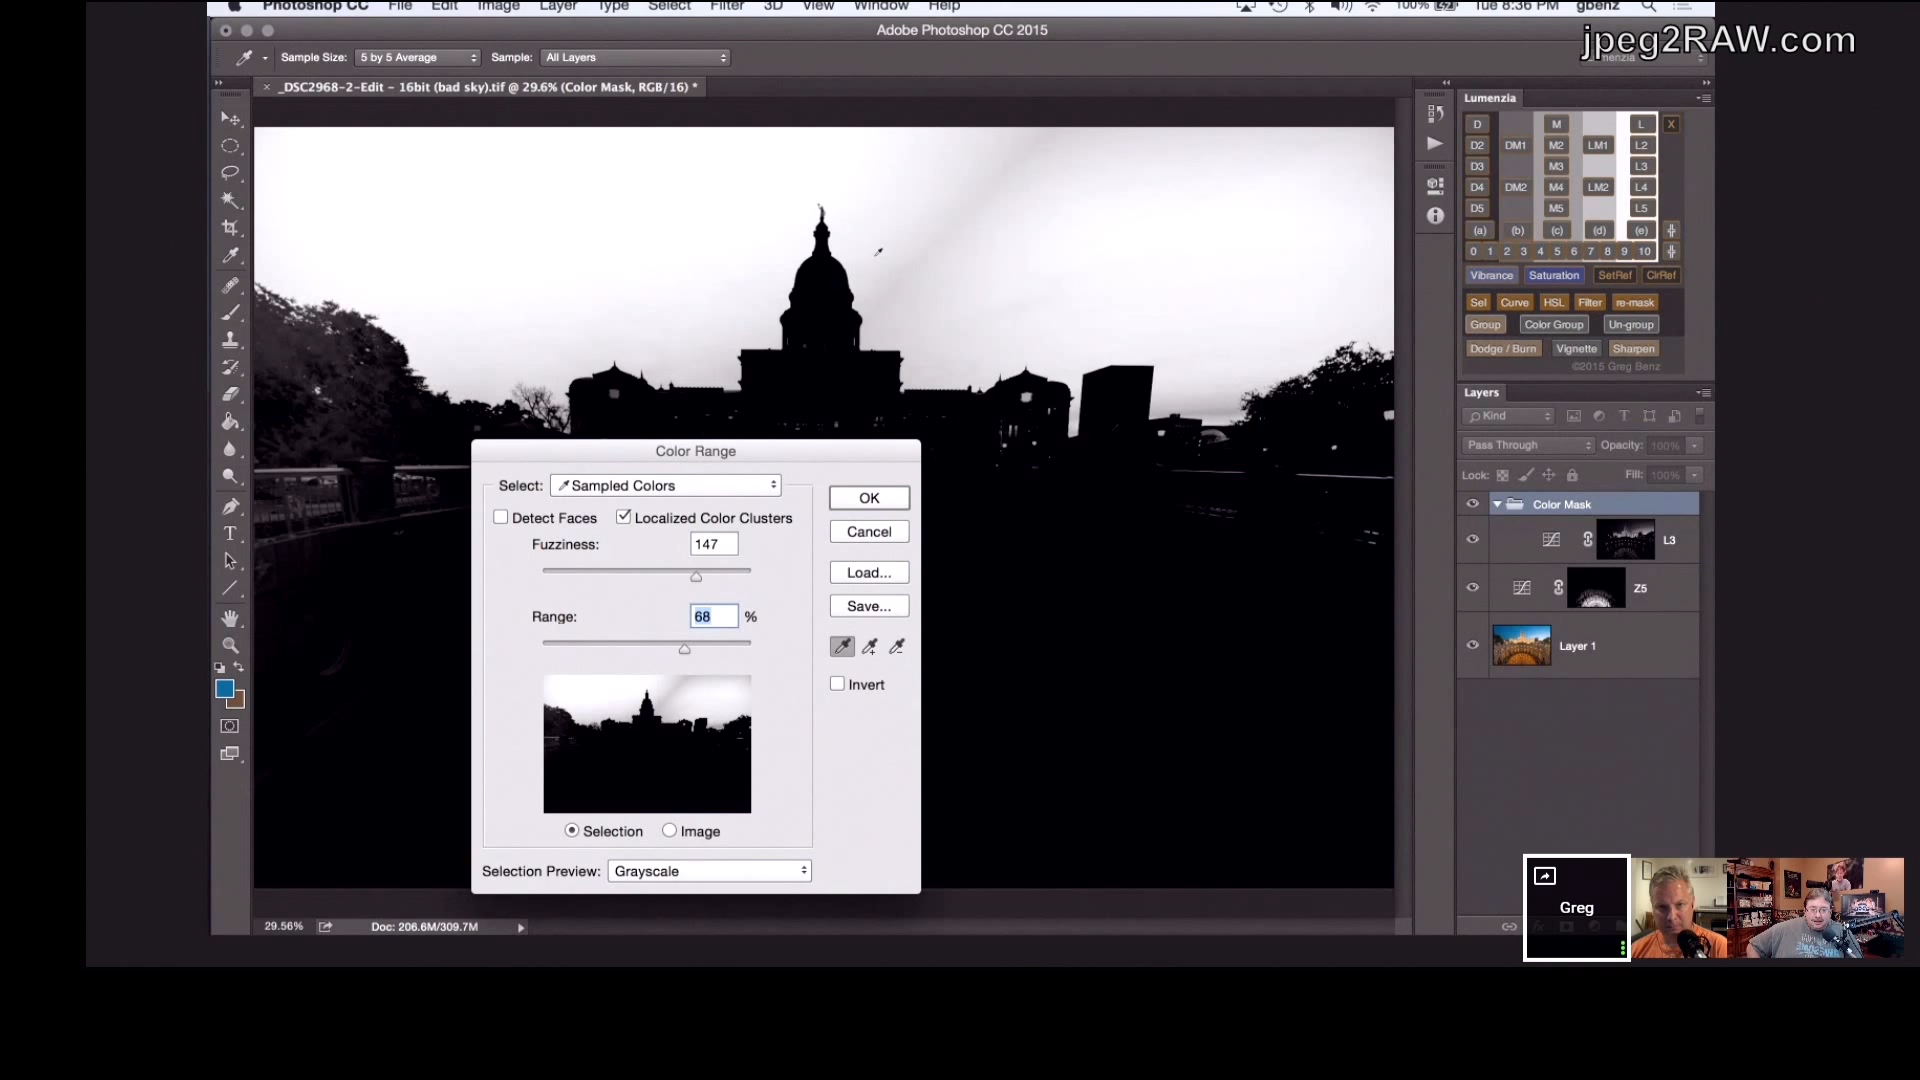 Photoshop CC File Edit Image Layer Type Select Filter 3D View Window Help 100% Tue 8:36 PM gbenz
Adobe Photoshop CC 2015
jpeg2RAW.com
Sample Size: 5 by 5 Average Sample: All Layers
_DSC2968-2-Edit - 16bit (bad sky).tif @ 29.6% (Color Mask, RGB/16) *
Lumenzia
D M L X
D2 DM1 M2 LM1 L2
D3 M3 L3
D4 DM2 M4 LM2 L4
D5 M5 L5
(a) (b) (c) (d) (e)
0 1 2 3 4 5 6 7 8 9 10
Vibrance Saturation SetRef ClrRef
Sel Curve HSL Filter re-mask
Group Color Group Un-group
Dodge / Burn Vignette Sharpen
©2015 Greg Benz
Layers
Kind
Pass Through Opacity: 100%
Lock: Fill: 100%
Color Mask
L3
Z5
Layer 1
Color Range
Select: Sampled Colors
Detect Faces Localized Color Clusters
Fuzziness: 147
Range: 68 %
OK
Cancel
Load...
Save...
Invert
Selection Image
Selection Preview: Grayscale
29.56% Doc: 206.6M/309.7M
Greg